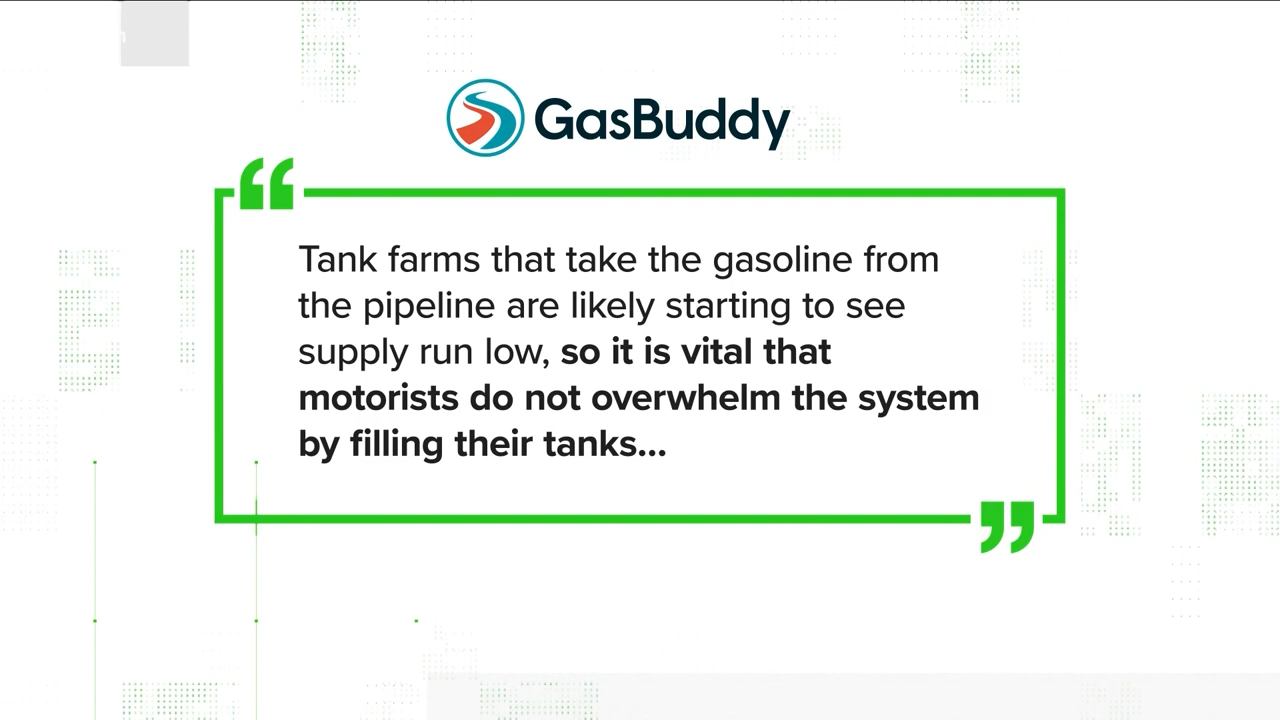 GasBuddy
“
Tank farms that take the gasoline from
the pipeline are likely starting to see
supply run low, so it is vital that
motorists do not overwhelm the system
by filling their tanks...
”